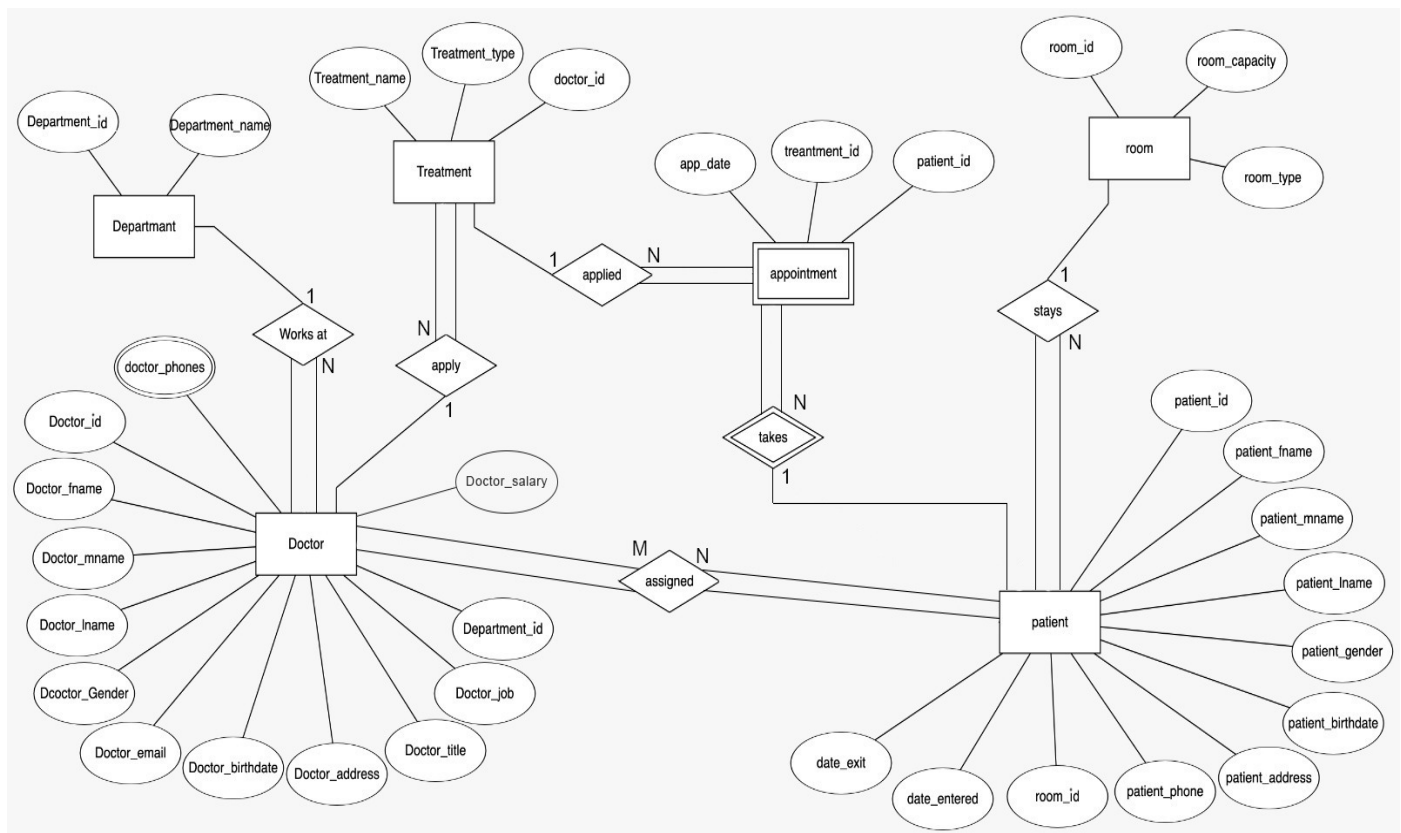 Treatment_type
room_id
room_capacity
Treatment_name
doctor_id
Department_id
Department_name
app_date
treantment_id
patient_id
room
room_type
Treatment
Departmant
1
N
applied
appointment
1
stays
N
1
Works at
N
N
apply
1
doctor_phones
Doctor_id
Doctor_fname
Doctor_mname
Doctor_lname
Dcoctor_Gender
Doctor_email
Doctor_birthdate
Doctor_address
Doctor_title
Doctor_job
Department_id
Doctor_salary
Doctor
N
takes
1
M
N
assigned
patient_id
patient_fname
patient_mname
patient_lname
patient_gender
patient_birthdate
patient_address
patient_phone
room_id
date_entered
date_exit
patient